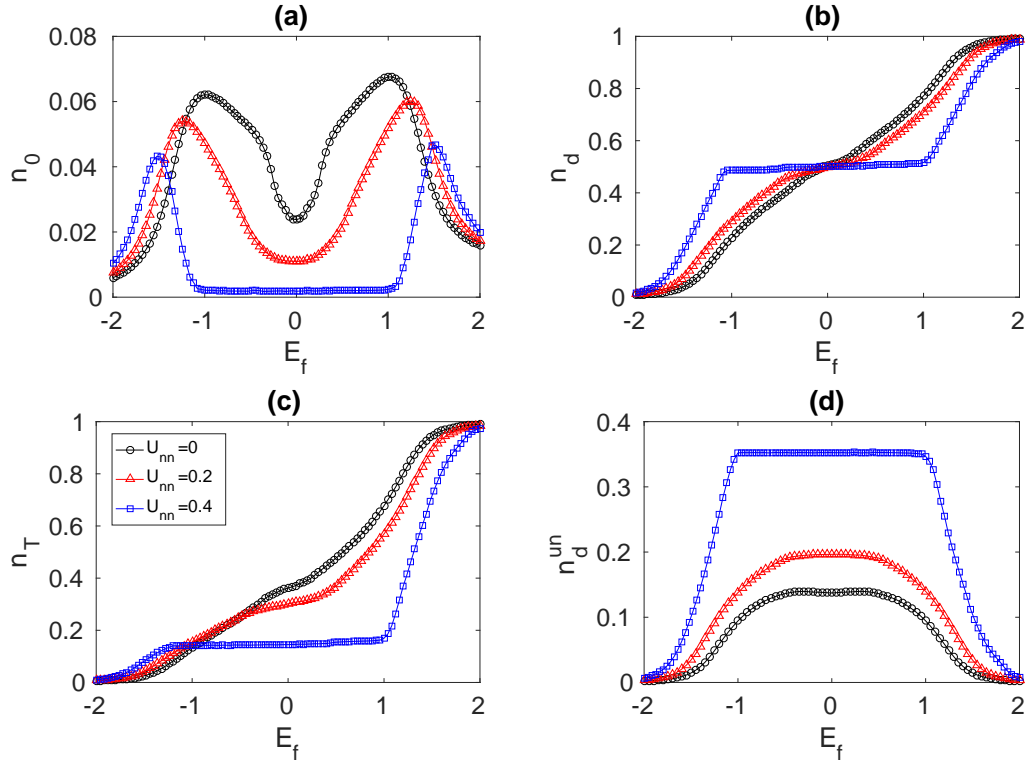 (a)
0.08
0.06
0.04
0.02
0
n_0
-2 -1 0 1 2
E_f
(b)
1
0.8
0.6
0.4
0.2
0
n_d
-2 -1 0 1 2
E_f
(c)
1
0.8
0.6
0.4
0.2
0
n_T
U_nn=0
U_nn=0.2
U_nn=0.4
-2 -1 0 1 2
E_f
(d)
0.4
0.3
0.2
0.1
0
n_d^un
-2 -1 0 1 2
E_f